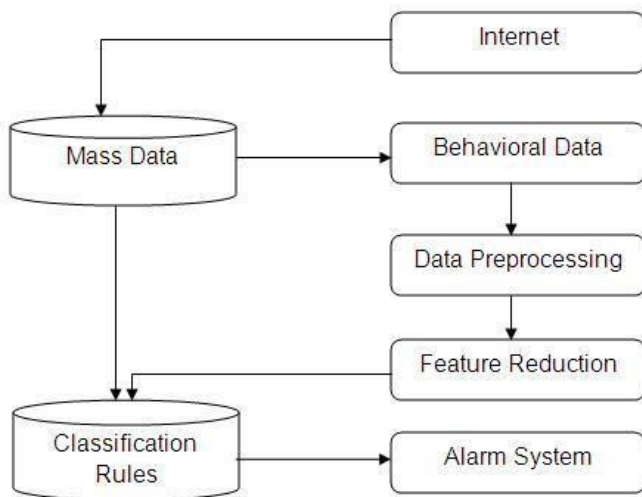 Internet
Mass Data
Behavioral Data
Data Preprocessing
Feature Reduction
Classification
Rules
Alarm System